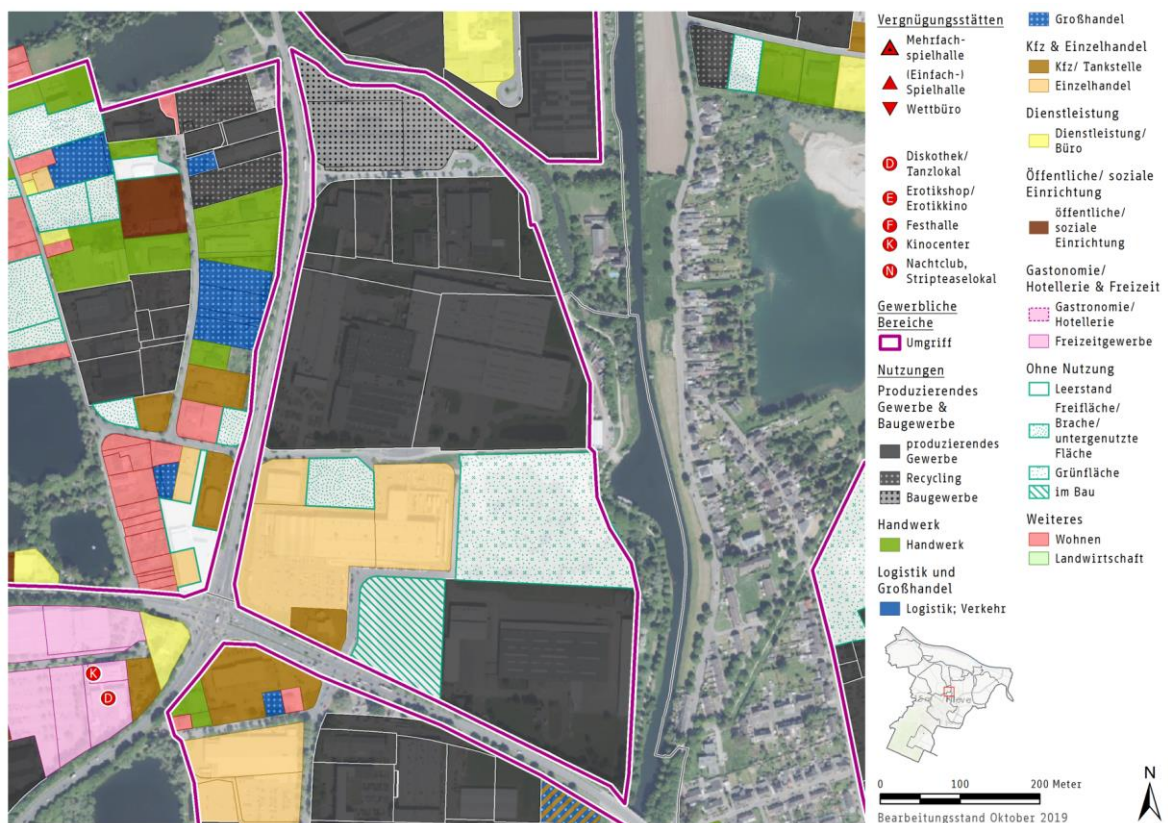 Vergnügungsstätten
Mehrfach-
spielhalle
(Einfach-)
Spielhalle
Wettbüro
D
Diskothek/
Tanzlokal
E
Erotikshop/
Erotikkino
F
Festhalle
K
Kinocenter
N
Nachtclub,
Stripteaselokal
Gewerbliche
Bereiche
Umgriff
Nutzungen
Produzierendes
Gewerbe &
Baugewerbe
produzierendes
Gewerbe
Recycling
Baugewerbe
Handwerk
Handwerk
Logistik und
Großhandel
Logistik; Verkehr
Großhandel
Kfz & Einzelhandel
Kfz/ Tankstelle
Einzelhandel
Dienstleistung
Dienstleistung/
Büro
Öffentliche/ soziale
Einrichtung
öffentliche/
soziale
Einrichtung
Gastonomie/
Hotellerie & Freizeit
Gastronomie/
Hotellerie
Freizeitgewerbe
Ohne Nutzung
Leerstand
Freifläche/
Brache/
untergenutzte
Fläche
Grünfläche
im Bau
Weiteres
Wohnen
Landwirtschaft
K
D
0 100 200 Meter
N
Bearbeitungsstand Oktober 2019